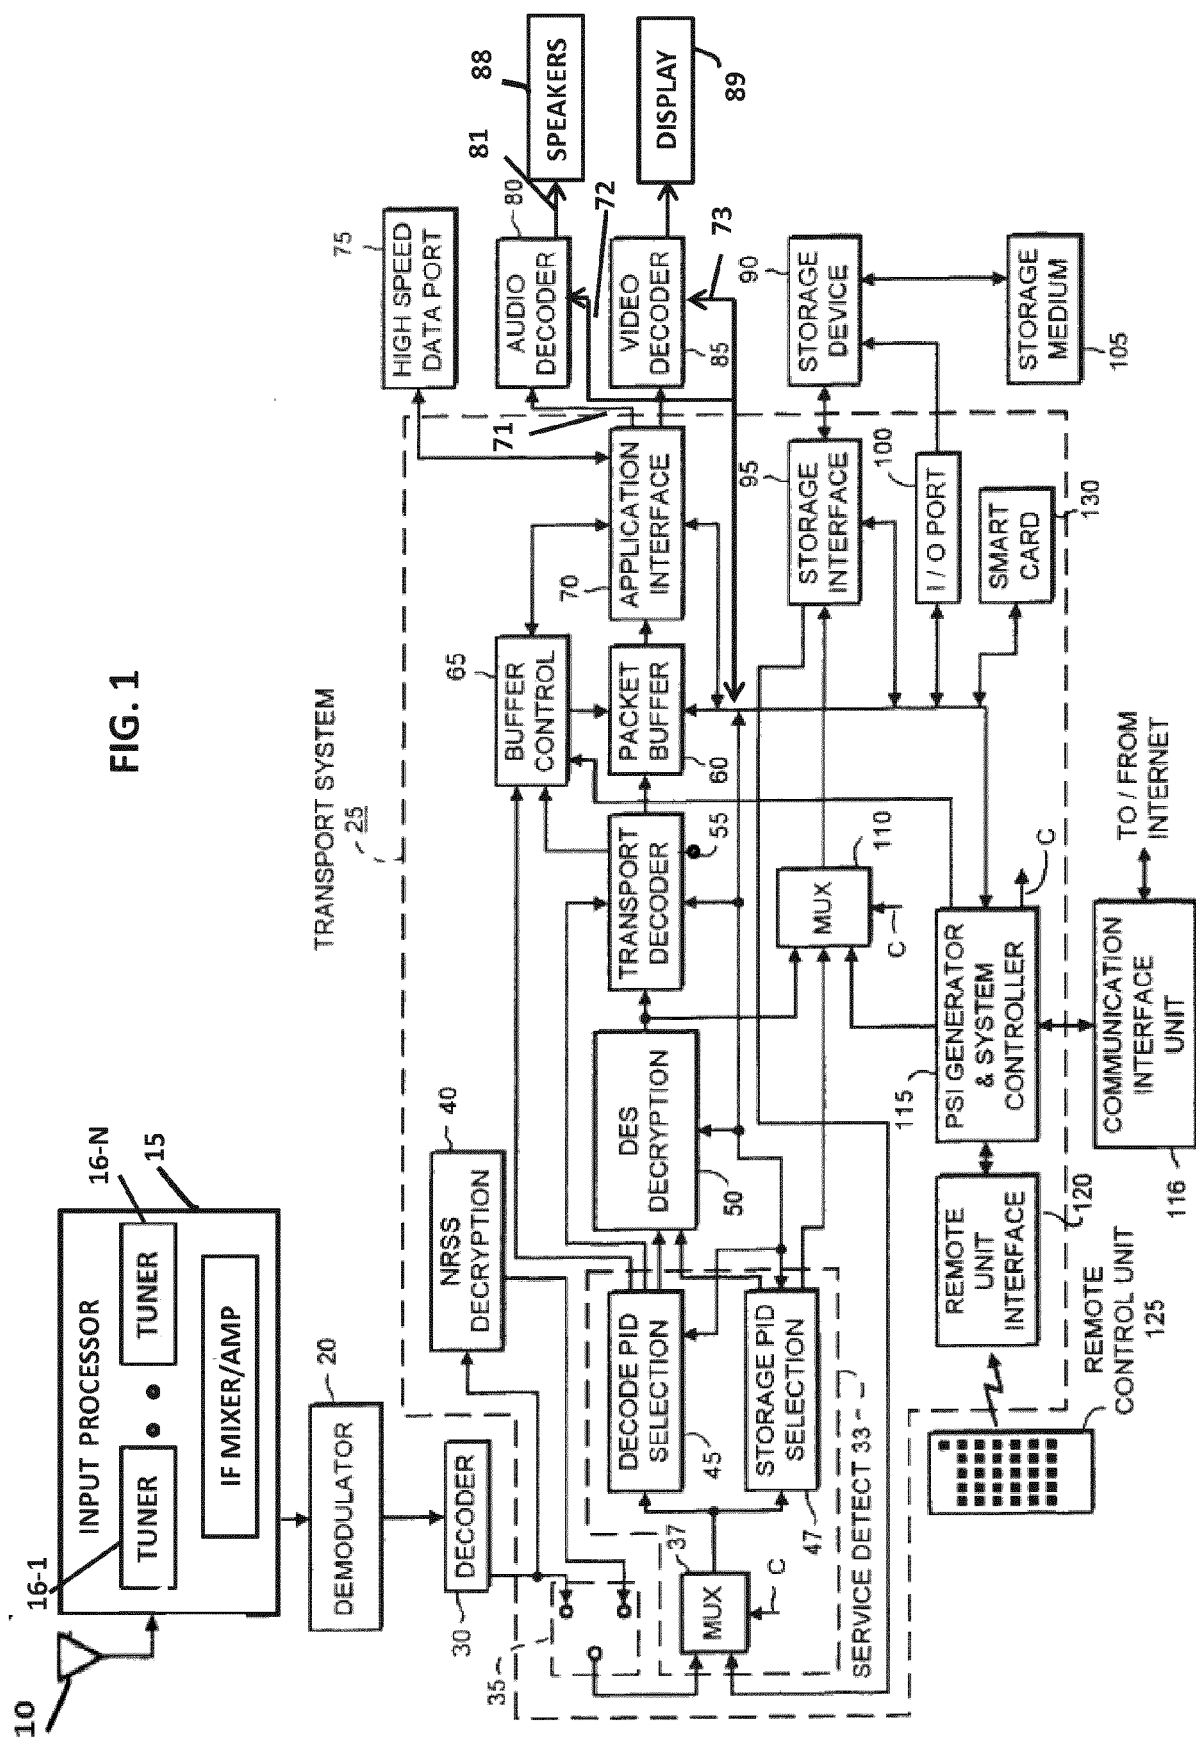 FIG. 1
10
INPUT PROCESSOR
15
16-1
TUNER
16-N
TUNER
IF MIXER/AMP
DEMODULATOR
20
DECODER
30
TRANSPORT SYSTEM
25
35
NRSS
DECRYPTION
40
MUX
37
C
SERVICE DETECT 33
DECODE PID
SELECTION
45
STORAGE PID
SELECTION
47
DES
DECRYPTION
50
TRANSPORT
DECODER
55
BUFFER
CONTROL
65
PACKET
BUFFER
60
APPLICATION
INTERFACE
70
71
HIGH SPEED
DATA PORT
75
AUDIO
DECODER
80
81
72
SPEAKERS
88
VIDEO
DECODER
85
73
DISPLAY
89
MUX
110
C
STORAGE
INTERFACE
95
STORAGE
DEVICE
90
I / O PORT
100
STORAGE
MEDIUM
105
SMART
CARD
130
PSI GENERATOR
& SYSTEM
CONTROLLER
115
C
REMOTE
UNIT
INTERFACE
120
REMOTE
CONTROL UNIT
125
COMMUNICATION
INTERFACE
UNIT
116
TO / FROM
INTERNET